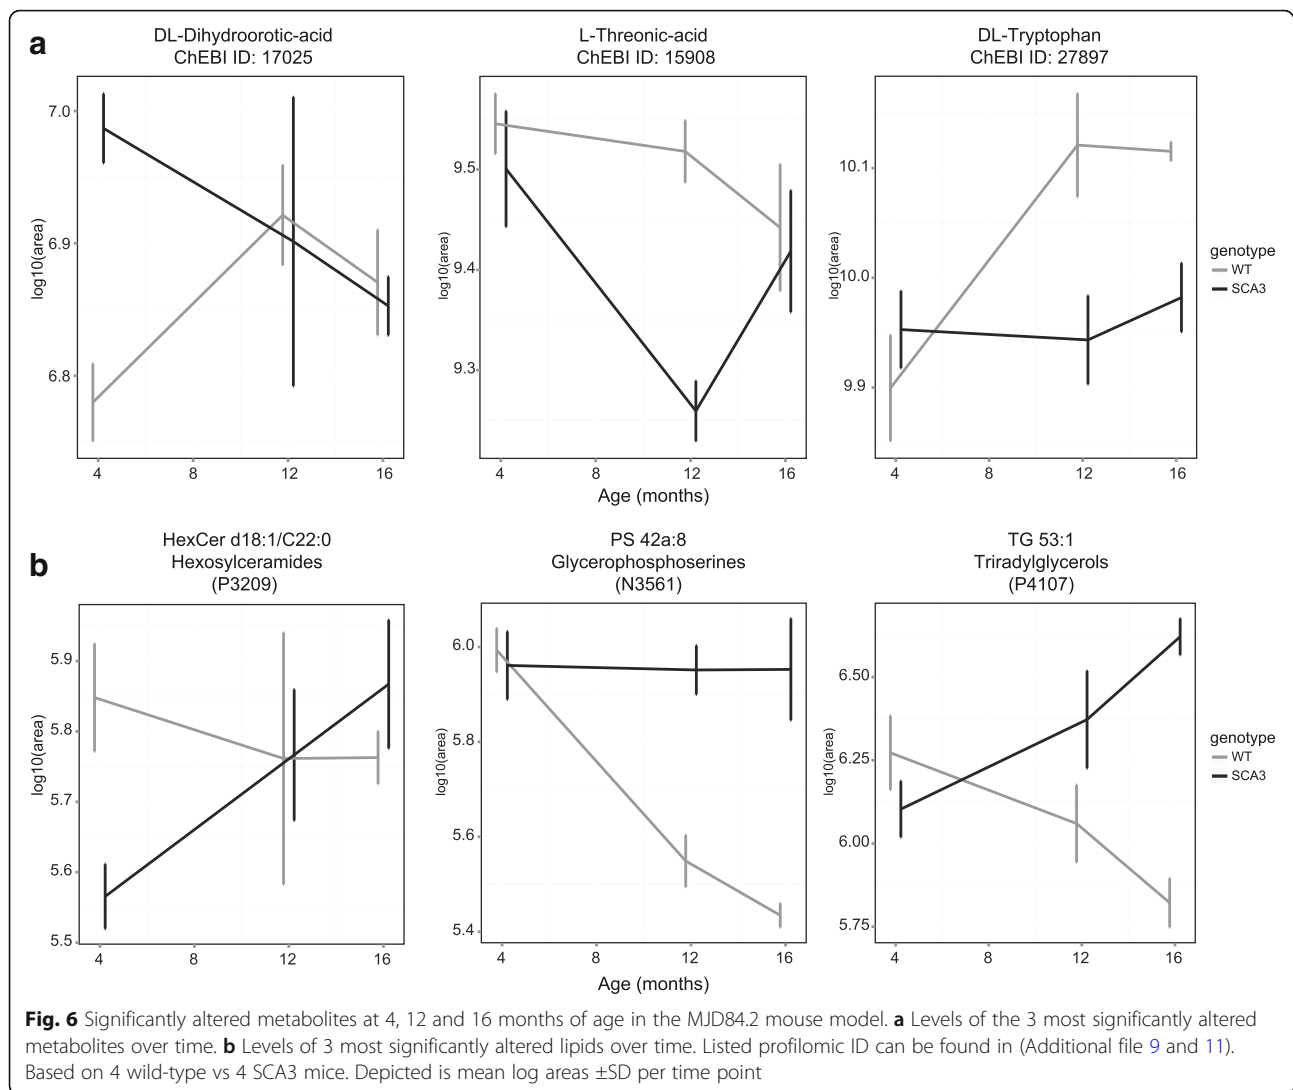 a
DL-Dihydroorotic-acid
ChEBI ID: 17025
L-Threonic-acid
ChEBI ID: 15908
DL-Tryptophan
ChEBI ID: 27897
log10(area)
7.0
6.9
6.8
4 8 12 16
log10(area)
9.5
9.4
9.3
4 8 12 16
Age (months)
log10(area)
10.1
10.0
9.9
4 8 12 16
genotype
WT
SCA3
b
HexCer d18:1/C22:0
Hexosylceramides
(P3209)
PS 42a:8
Glycerophosphoserines
(N3561)
TG 53:1
Triradylglycerols
(P4107)
log10(area)
5.9
5.8
5.7
5.6
5.5
4 8 12 16
log10(area)
6.0
5.8
5.6
5.4
4 8 12 16
Age (months)
log10(area)
6.50
6.25
6.00
5.75
4 8 12 16
genotype
WT
SCA3
Fig. 6 Significantly altered metabolites at 4, 12 and 16 months of age in the MJD84.2 mouse model. a Levels of the 3 most significantly altered
metabolites over time. b Levels of 3 most significantly altered lipids over time. Listed profilomic ID can be found in (Additional file 9 and 11).
Based on 4 wild-type vs 4 SCA3 mice. Depicted is mean log areas ±SD per time point